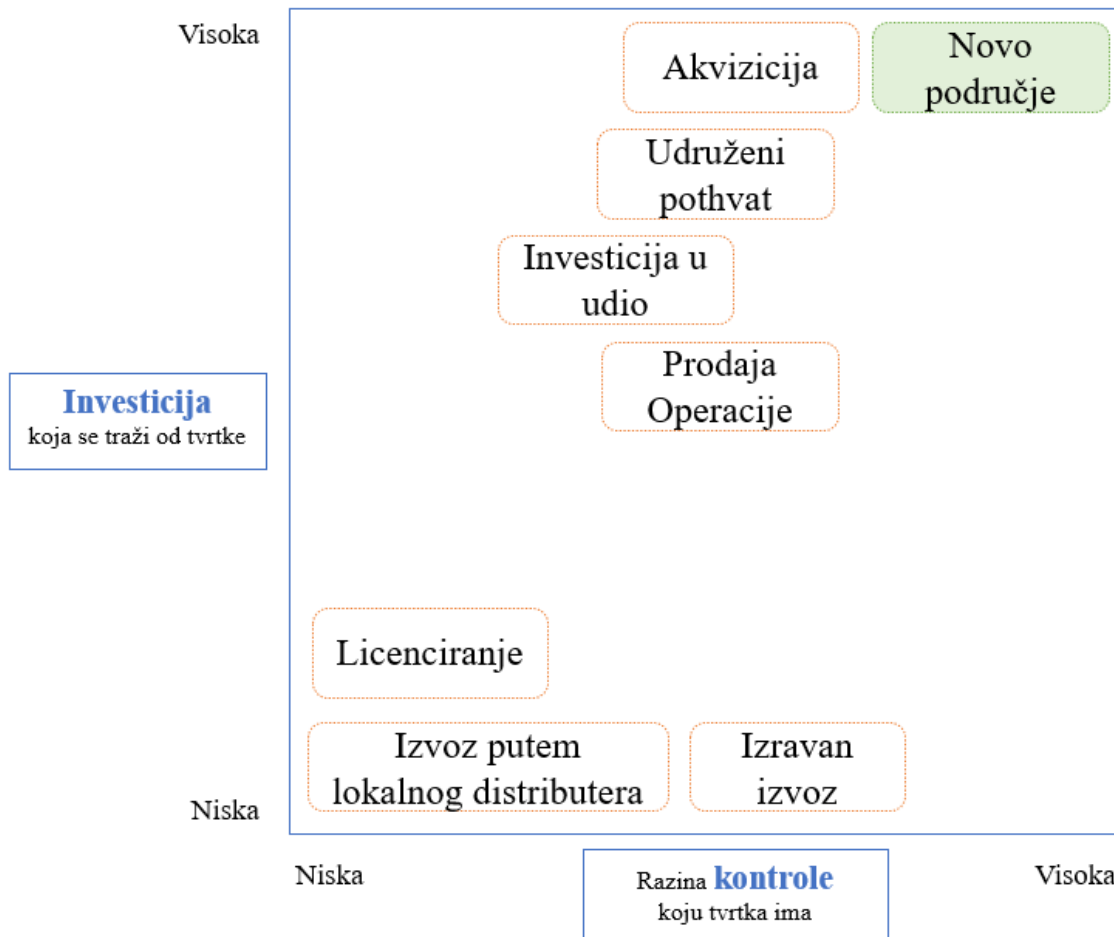 Visoka
Akvizicija
Novo
područje
Udruženi
pothvat
Investicija u
udio
Prodaja
Operacije
Investicija
koja se traži od tvrtke
Licenciranje
Izvoz putem
lokalnog distributera
Izravan
izvoz
Niska
Niska
Razina kontrole
koju tvrtka ima
Visoka